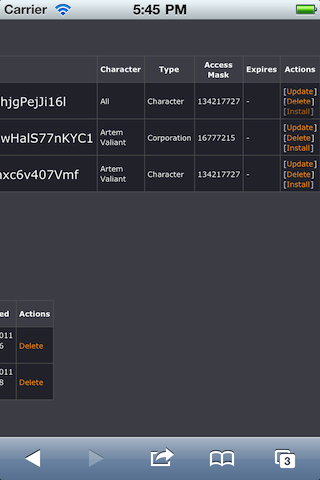 Carrier 5:45 PM
Character Type Access Mask Expires Actions
hjgPejJi16l All Character 134217727 - [Update]
[Delete]
[Install]
wHalS77nKYC1 Artem Valiant Corporation 16777215 - [Update]
[Delete]
[Install]
xc6v407Vmf Artem Valiant Character 134217727 - [Update]
[Delete]
[Install]
ed Actions
011
6 Delete
011
8 Delete
3